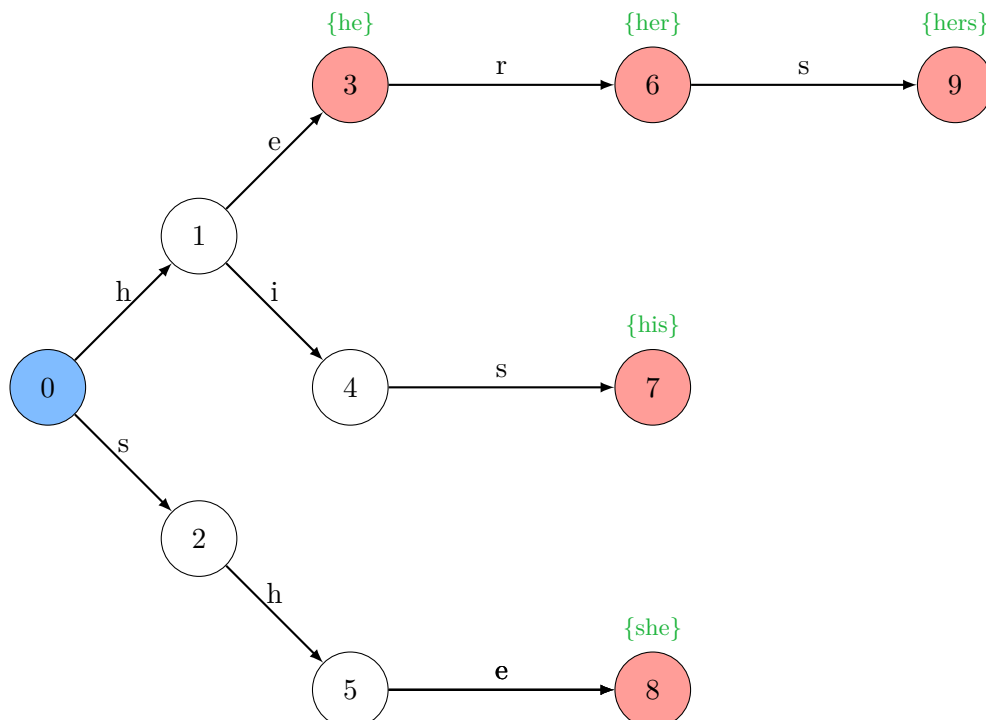 {he} {her} {hers}
3 r 6 s 9
e
1
h i {his}
0 4 s 7
s
2
h {she}
5 e 8